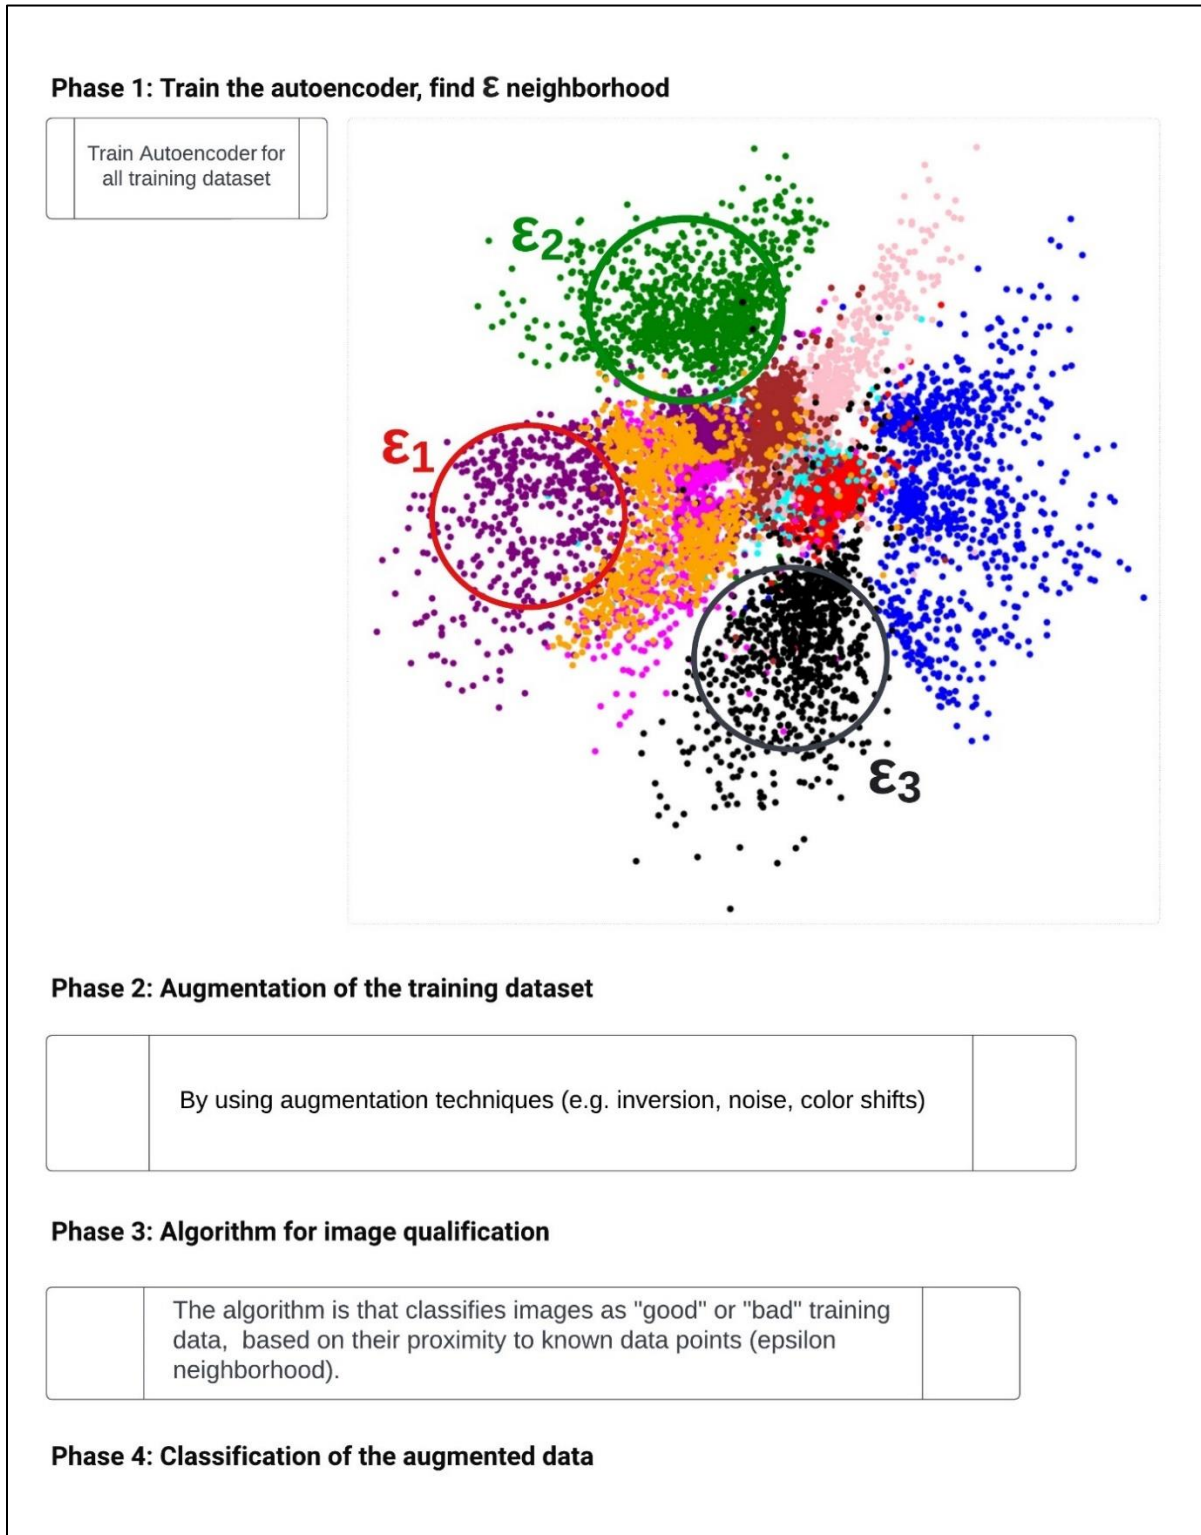 Phase 1: Train the autoencoder, find ε neighborhood
Train Autoencoder for
all training dataset
ε2
ε1
ε3
Phase 2: Augmentation of the training dataset
By using augmentation techniques (e.g. inversion, noise, color shifts)
Phase 3: Algorithm for image qualification
The algorithm is that classifies images as "good" or "bad" training
data,  based on their proximity to known data points (epsilon
neighborhood).
Phase 4: Classification of the augmented data